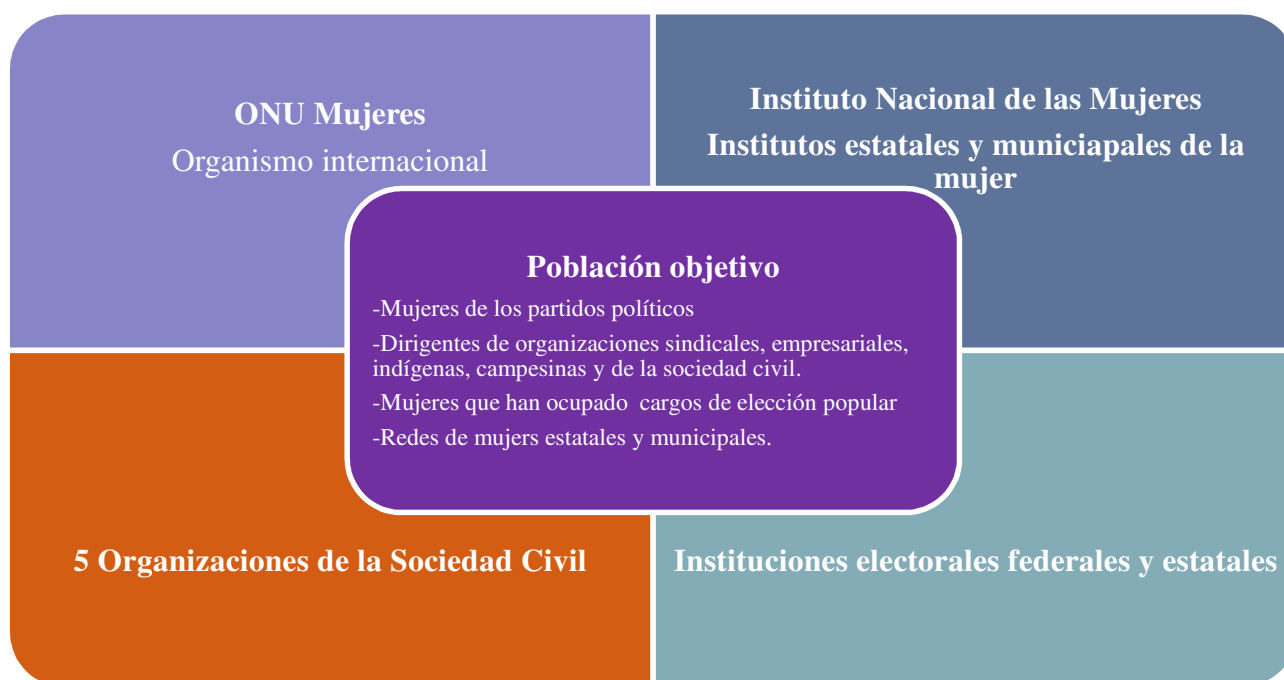 ONU Mujeres
Organismo internacional
Instituto Nacional de las Mujeres
Institutos estatales y municiapales de la
mujer
Población objetivo
-Mujeres de los partidos políticos
-Dirigentes de organizaciones sindicales, empresariales,
indígenas, campesinas y de la sociedad civil.
-Mujeres que han ocupado  cargos de elección popular
-Redes de mujers estatales y municipales.
5 Organizaciones de la Sociedad Civil
Instituciones electorales federales y estatales